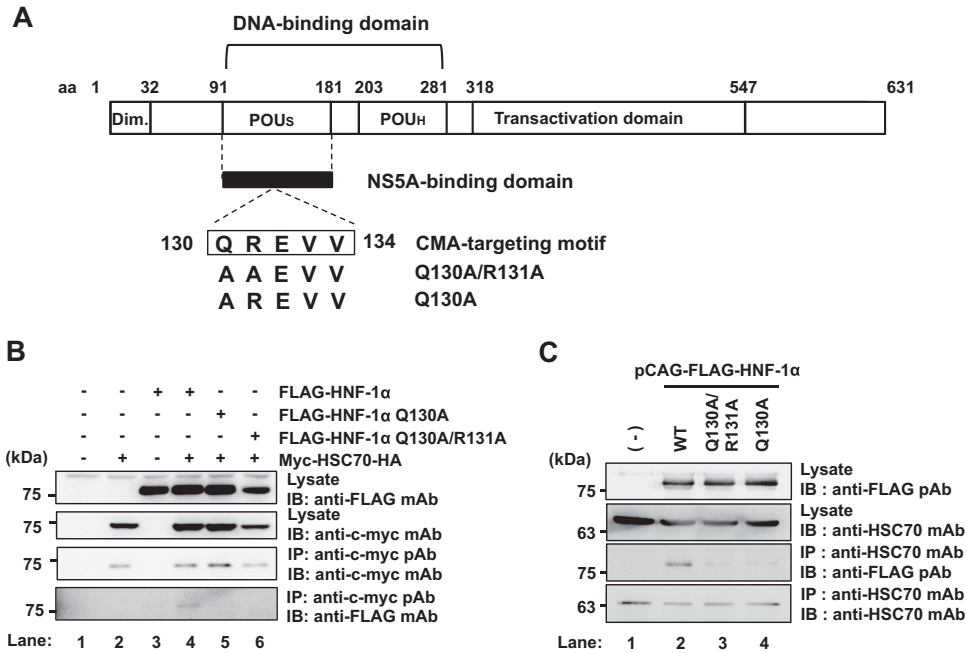 A
DNA-binding domain
aa 1 32 91 181 203 281 318 547 631
Dim. POUS POUH Transactivation domain
NS5A-binding domain
130 Q R E V V 134 CMA-targeting motif
A A E V V Q130A/R131A
A R E V V Q130A
B
- - + + - - FLAG-HNF-1α
- - - - + - FLAG-HNF-1α Q130A
- - - - - + FLAG-HNF-1α Q130A/R131A
(kDa) - + - + + + Myc-HSC70-HA
75 Lysate
IB: anti-FLAG mAb
75 Lysate
IB: anti-c-myc mAb
75 IP: anti-c-myc pAb
IB: anti-c-myc mAb
75 IP: anti-c-myc pAb
IB: anti-FLAG mAb
Lane: 1 2 3 4 5 6
C
pCAG-FLAG-HNF-1α
(-) WT Q130A/R131A Q130A
(kDa)
75 Lysate
IB : anti-FLAG pAb
63 Lysate
IB : anti-HSC70 mAb
75 IP : anti-HSC70 mAb
IB : anti-FLAG pAb
63 IP : anti-HSC70 mAb
IB : anti-HSC70 mAb
Lane: 1 2 3 4